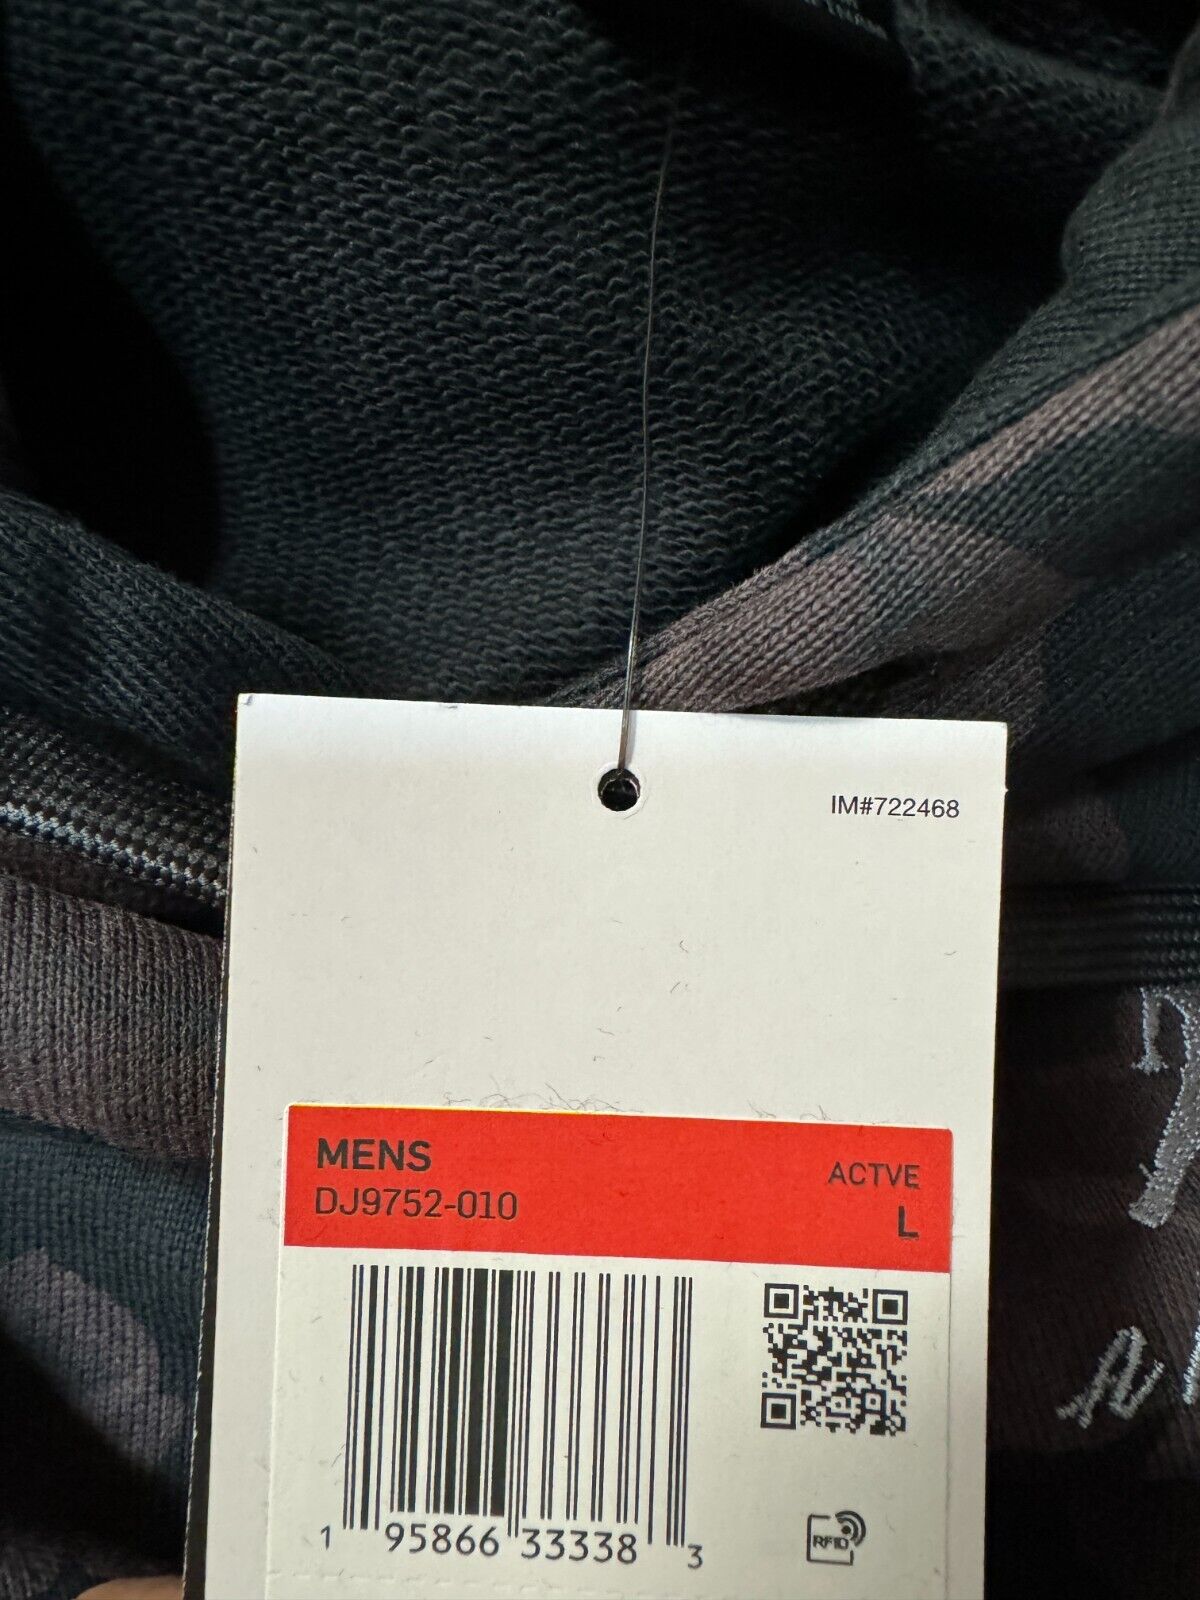 IM#722468
MENS
DJ9752-010
ACTVE
L
1 95866 33338 3
RFID